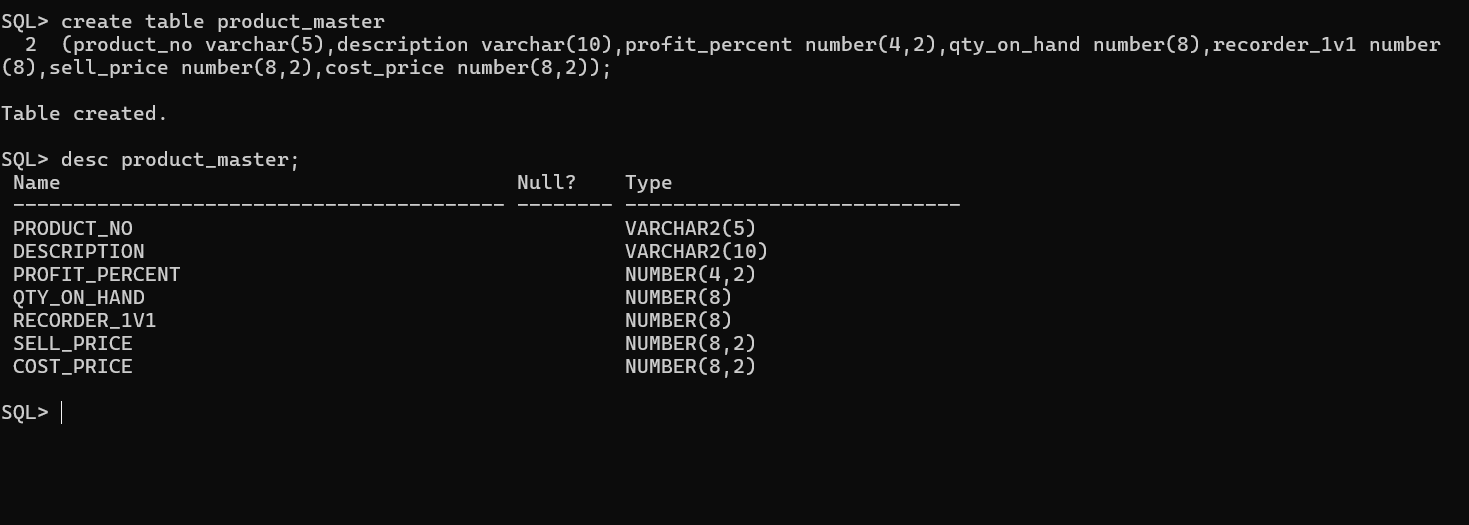 SQL> create table product_master
  2  (product_no varchar(5),description varchar(10),profit_percent number(4,2),qty_on_hand number(8),recorder_1v1 number
(8),sell_price number(8,2),cost_price number(8,2));
Table created.
SQL> desc product_master;
 Name                                      Null?    Type
 ----------------------------------------- -------- ----------------------------
 PRODUCT_NO                                         VARCHAR2(5)
 DESCRIPTION                                        VARCHAR2(10)
 PROFIT_PERCENT                                     NUMBER(4,2)
 QTY_ON_HAND                                        NUMBER(8)
 RECORDER_1V1                                       NUMBER(8)
 SELL_PRICE                                         NUMBER(8,2)
 COST_PRICE                                         NUMBER(8,2)
SQL>